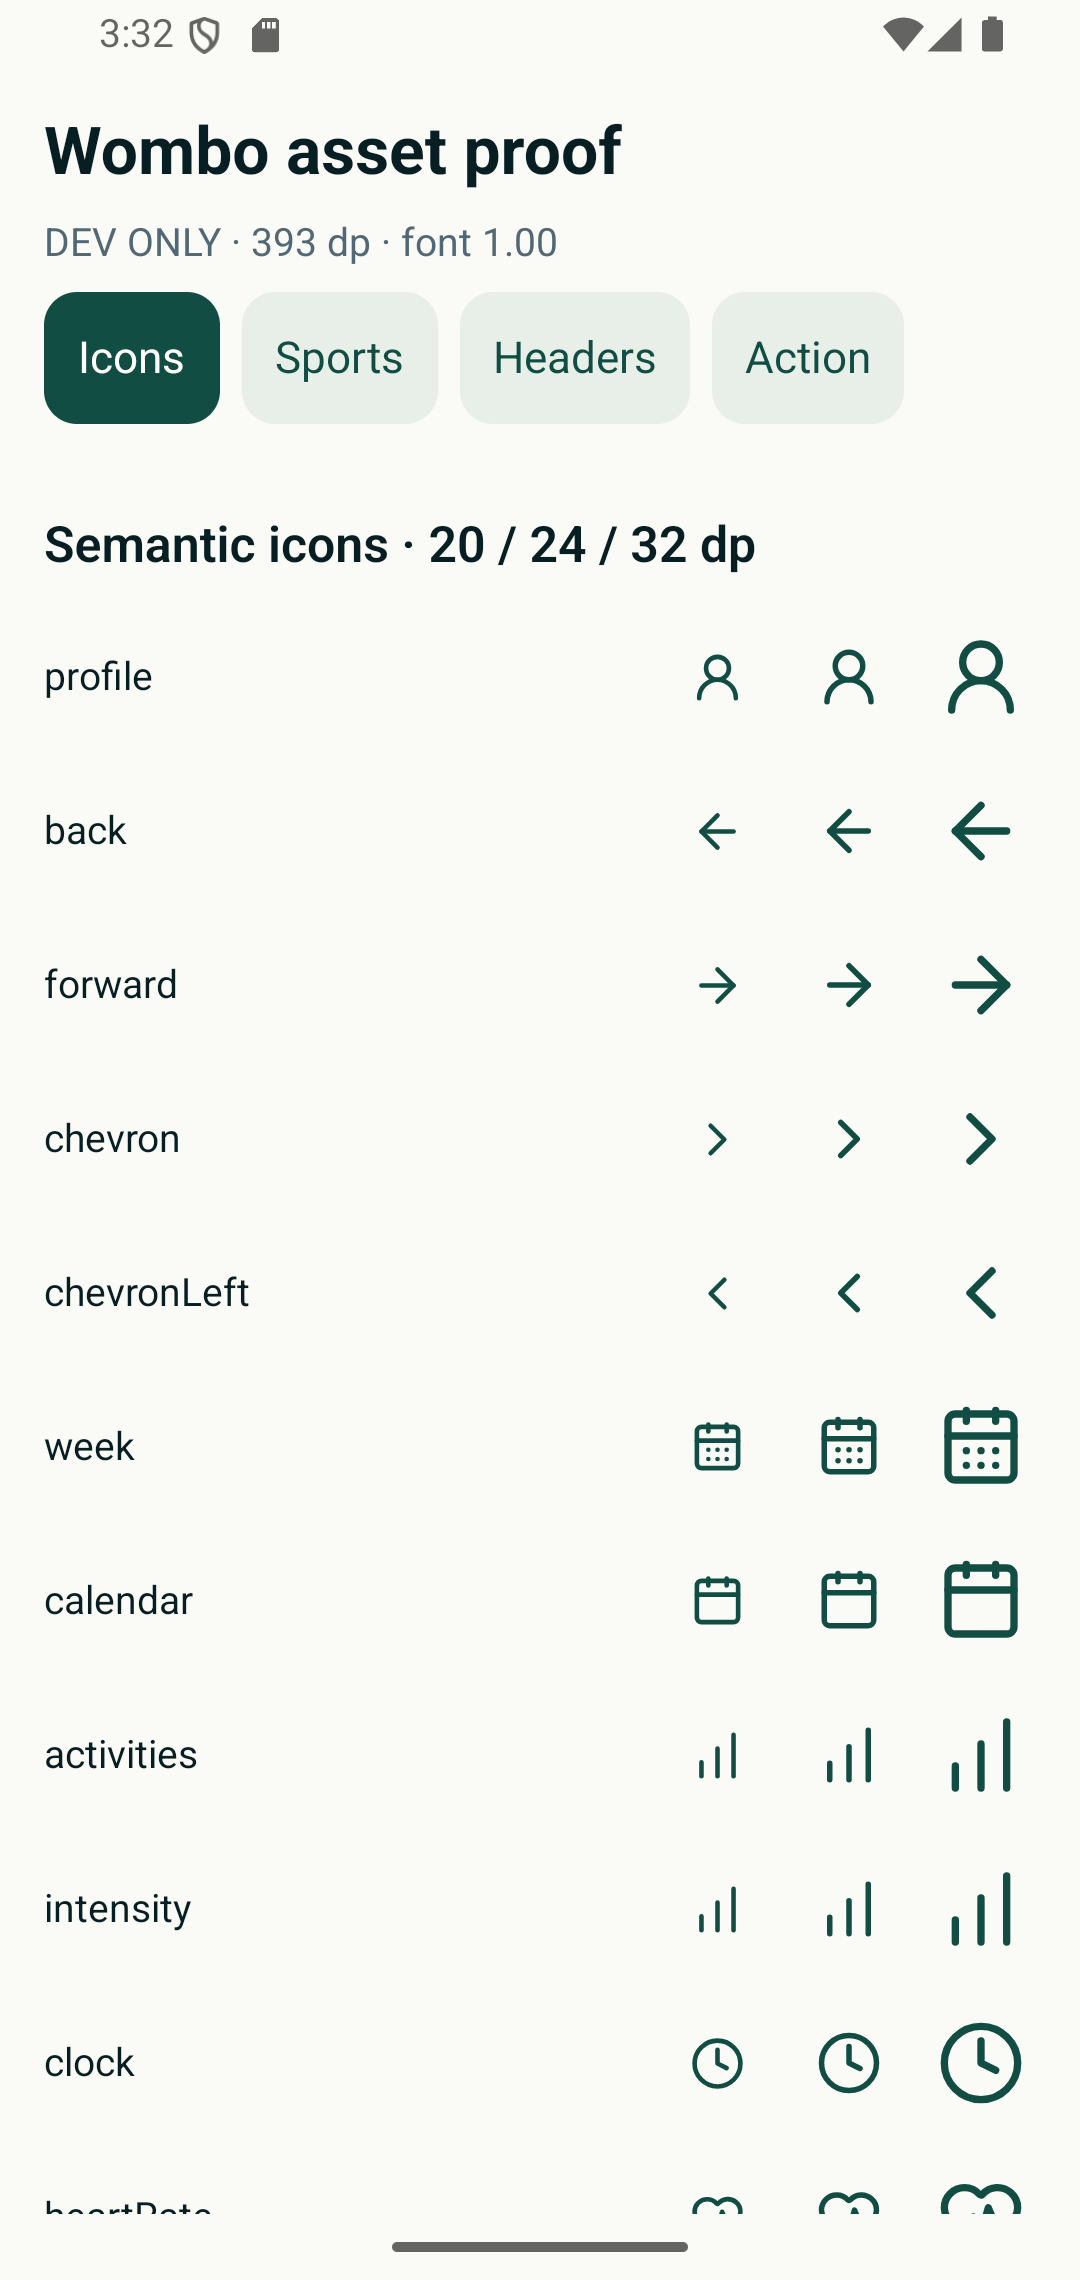 3:32
Wombo asset proof
DEV ONLY · 393 dp · font 1.00
Icons Sports Headers Action
Semantic icons · 20 / 24 / 32 dp
profile
back
forward
chevron
chevronLeft
week
calendar
activities
intensity
clock
heartRate